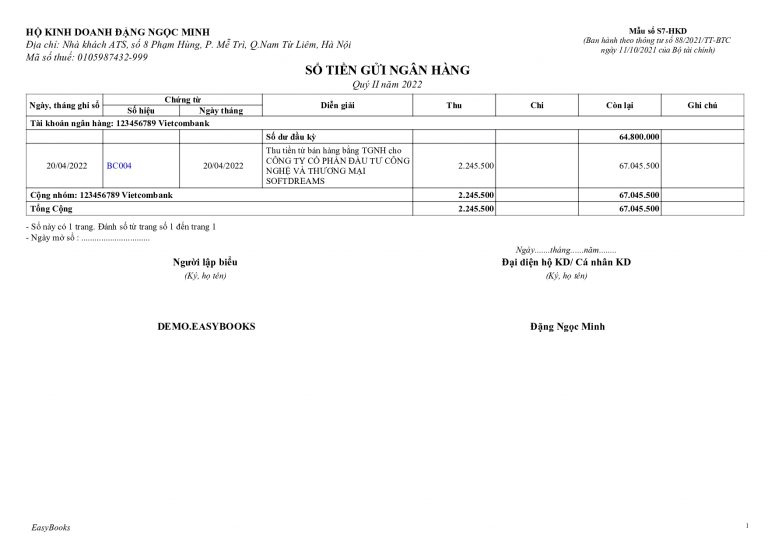 HỘ KINH DOANH ĐẶNG NGỌC MINH
Địa chỉ: Nhà khách ATS, số 8 Phạm Hùng, P. Mễ Trì, Q.Nam Từ Liêm, Hà Nội
Mã số thuế: 0105987432-999
Mẫu số S7-HKD
(Ban hành theo thông tư số 88/2021/TT-BTC
ngày 11/10/2021 của Bộ tài chính)
SỔ TIỀN GỬI NGÂN HÀNG
Quý II năm 2022
Ngày, tháng ghi sổ Chứng từ Diễn giải Thu Chi Còn lại Ghi chú
Số hiệu Ngày tháng
Tài khoản ngân hàng: 123456789 Vietcombank
Số dư đầu kỳ 64.800.000
20/04/2022 BC004 20/04/2022 Thu tiền từ bán hàng bằng TGNH cho
CÔNG TY CỔ PHẦN ĐẦU TƯ CÔNG
NGHỆ VÀ THƯƠNG MẠI
SOFTDREAMS 2.245.500 67.045.500
Cộng nhóm: 123456789 Vietcombank 2.245.500 67.045.500
Tổng Cộng 2.245.500 67.045.500
- Sổ này có 1 trang. Đánh số từ trang số 1 đến trang 1
- Ngày mở sổ : ..............................
Ngày.......tháng......năm........
Người lập biểu Đại diện hộ KD/ Cá nhân KD
(Ký, họ tên) (Ký, họ tên)
DEMO.EASYBOOKS Đặng Ngọc Minh
EasyBooks 1